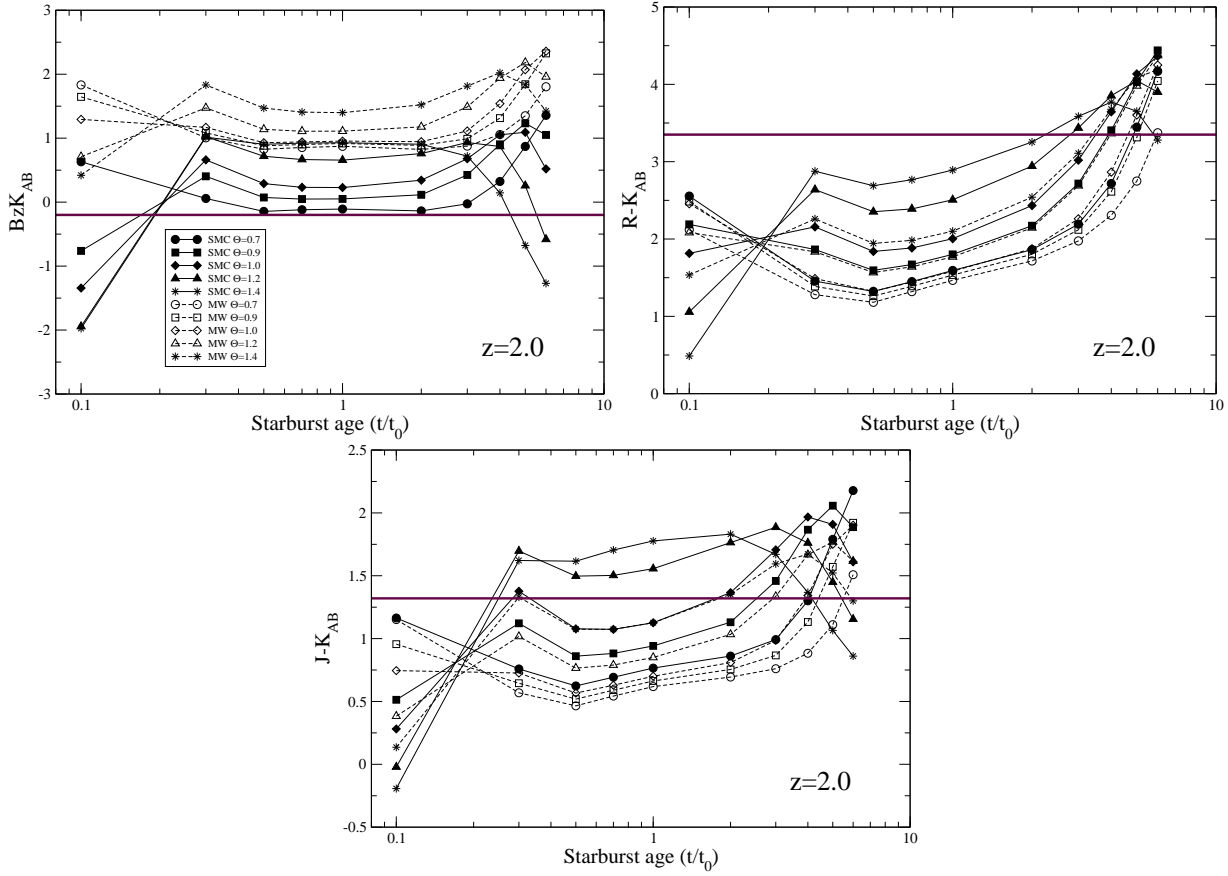 3
2
1
0
-1
-2
-3
BzK_AB
SMC Θ=0.7
SMC Θ=0.9
SMC Θ=1.0
SMC Θ=1.2
SMC Θ=1.4
MW Θ=0.7
MW Θ=0.9
MW Θ=1.0
MW Θ=1.2
MW Θ=1.4
z=2.0
0.1 1 10
Starburst age (t/t_0)
5
4
3
2
1
0
R-K_AB
z=2.0
0.1 1 10
Starburst age (t/t_0)
2.5
2
1.5
1
0.5
0
-0.5
J-K_AB
z=2.0
0.1 1 10
Starburst age (t/t_0)